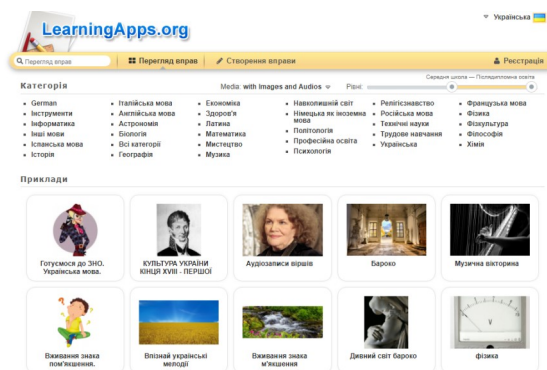 Українська
LearningApps.org
Перегляд вправ
Перегляд вправ
Створення вправи
Реєстрація
Категорія
Media: with Images and Audios
Рівні:
Середня школа — Післядипломна освіта
German
Інструменти
Інформатика
Інші мови
Іспанська мова
Історія
Італійська мова
Англійська мова
Астрономія
Біологія
Всі категорії
Географія
Економіка
Здоров'я
Латина
Математика
Мистецтво
Музика
Навколишній світ
Німецька як іноземна
мова
Політологія
Професійна освіта
Психологія
Релігієзнавство
Російська мова
Технічні науки
Трудове навчання
Українська
Французька мова
Фізика
Фізкультура
Філософія
Хімія
Приклади
Готуємося до ЗНО.
Українська мова.
КУЛЬТУРА УКРАЇНИ
КІНЦЯ XVIII - ПЕРШОЇ
Аудіозаписи віршів
Бароко
Музична вікторина
Вживання знака
пом'якшення.
Впізнай українські
мелодії
Вживання знака
м'якшення
Дивний світ бароко
фізика
V